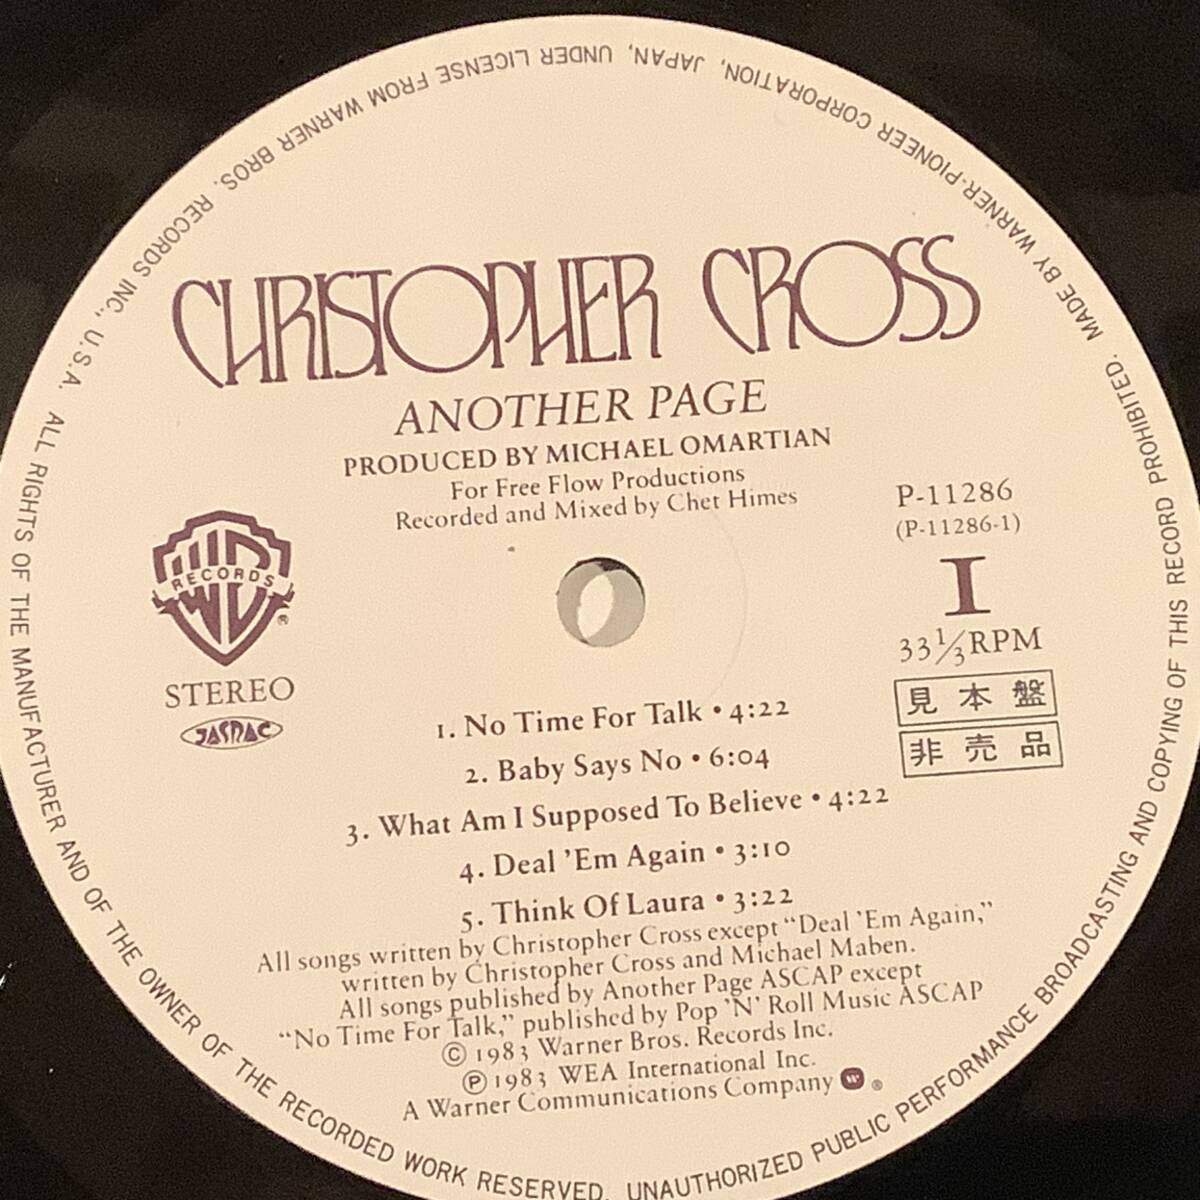 CHRISTOPHER CROSS
ANOTHER PAGE
PRODUCED BY MICHAEL OMARTIAN
For Free Flow Productions
Recorded and Mixed by Chet Himes
P-11286
(P-11286-1)
I
33 1/3 RPM
見本盤
非売品
W RECORDS ®
STEREO
JASRAC
1. No Time For Talk • 4:22
2. Baby Says No • 6:04
3. What Am I Supposed To Believe • 4:22
4. Deal 'Em Again • 3:10
5. Think Of Laura • 3:22
All songs written by Christopher Cross except “Deal 'Em Again,”
written by Christopher Cross and Michael Maben.
All songs published by Another Page ASCAP except
“No Time For Talk,” published by Pop 'N' Roll Music ASCAP
© 1983 Warner Bros. Records Inc.
℗ 1983 WEA International Inc.
A Warner Communications Company ®
MADE BY WARNER-PIONEER CORPORATION, JAPAN, UNDER LICENSE FROM WARNER BROS. RECORDS INC., U.S.A. ALL RIGHTS OF THE MANUFACTURER AND OF THE OWNER OF THE RECORDED WORK RESERVED. UNAUTHORIZED PUBLIC PERFORMANCE BROADCASTING AND COPYING OF THIS RECORD PROHIBITED.